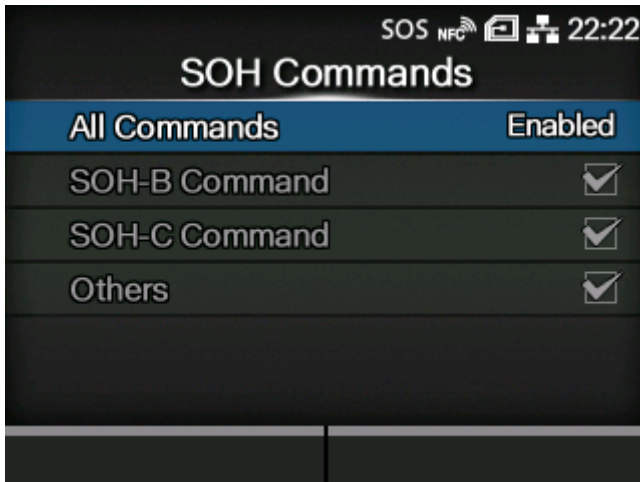 SOS NFC 22:22
SOH Commands
All Commands Enabled
SOH-B Command
SOH-C Command
Others